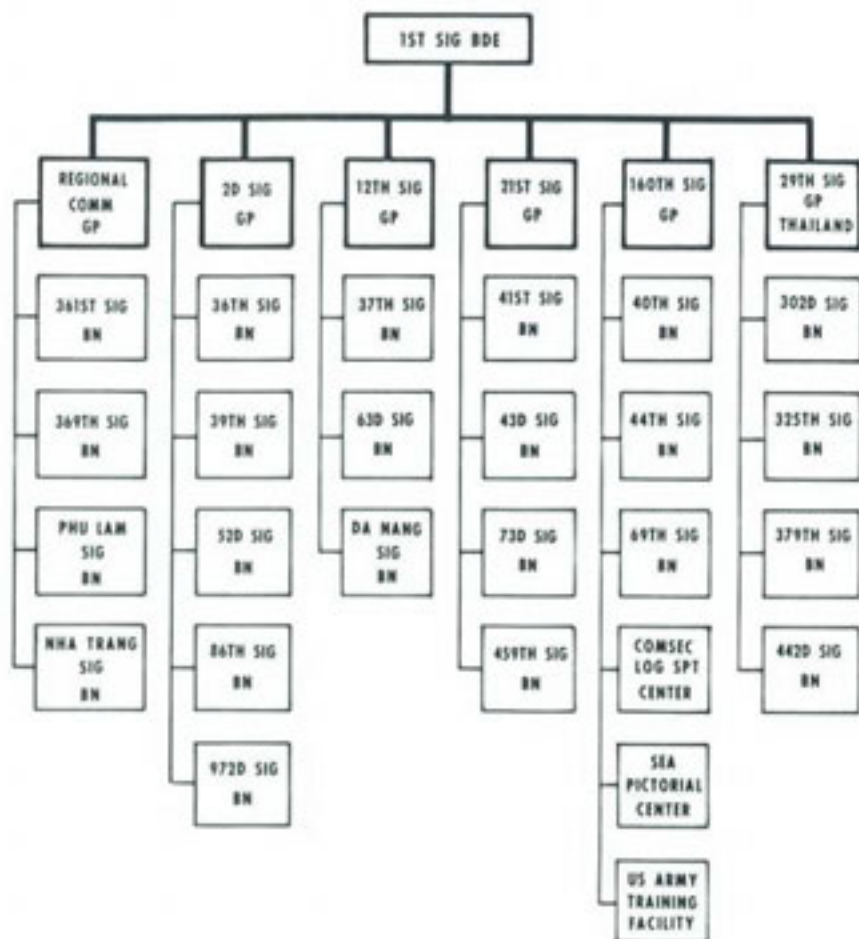 1ST SIG BDE
REGIONAL
COMM
GP
361ST SIG
BN
369TH SIG
BN
PHU LAM
SIG
BN
NHA TRANG
SIG
BN
2D SIG
GP
36TH SIG
BN
39TH SIG
BN
52D SIG
BN
86TH SIG
BN
972D SIG
BN
12TH SIG
GP
37TH SIG
BN
63D SIG
BN
DA NANG
SIG
BN
21ST SIG
GP
41ST SIG
BN
43D SIG
BN
73D SIG
BN
459TH SIG
BN
160TH SIG
GP
40TH SIG
BN
44TH SIG
BN
69TH SIG
BN
COMSEC
LOG SPT
CENTER
SEA
PICTORIAL
CENTER
US ARMY
TRAINING
FACILITY
29TH SIG
GP
THAILAND
302D SIG
BN
325TH SIG
BN
379TH SIG
BN
442D SIG
BN